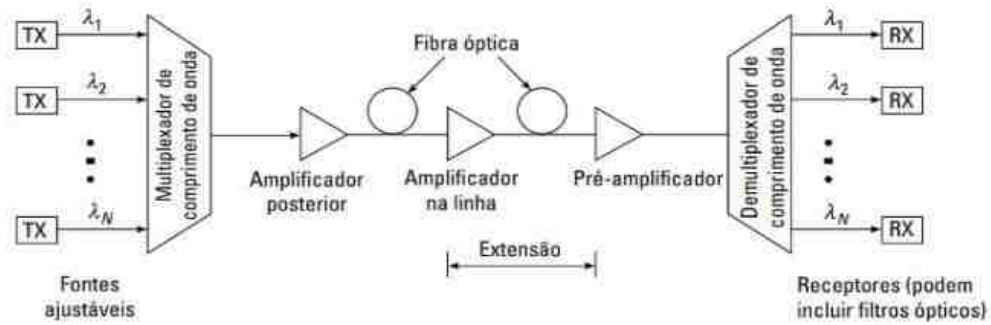 TX
λ1
TX
λ2
TX
λN
Fontes
ajustáveis
Multiplexador de
comprimento de onda
Fibra óptica
Amplificador
posterior
Amplificador
na linha
Pré-amplificador
Extensão
Demultiplexador de
comprimento de onda
λ1
RX
λ2
RX
λN
RX
Receptores (podem
incluir filtros ópticos)